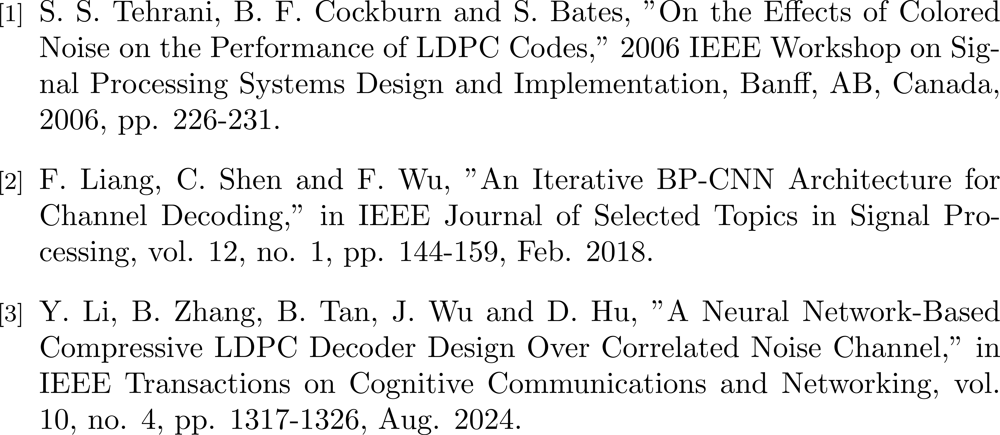 [1] S. S. Tehrani, B. F. Cockburn and S. Bates, ”On the Effects of Colored
Noise on the Performance of LDPC Codes,” 2006 IEEE Workshop on Sig-
nal Processing Systems Design and Implementation, Banff, AB, Canada,
2006, pp. 226-231.
[2] F. Liang, C. Shen and F. Wu, ”An Iterative BP-CNN Architecture for
Channel Decoding,” in IEEE Journal of Selected Topics in Signal Pro-
cessing, vol. 12, no. 1, pp. 144-159, Feb. 2018.
[3] Y. Li, B. Zhang, B. Tan, J. Wu and D. Hu, ”A Neural Network-Based
Compressive LDPC Decoder Design Over Correlated Noise Channel,” in
IEEE Transactions on Cognitive Communications and Networking, vol.
10, no. 4, pp. 1317-1326, Aug. 2024.